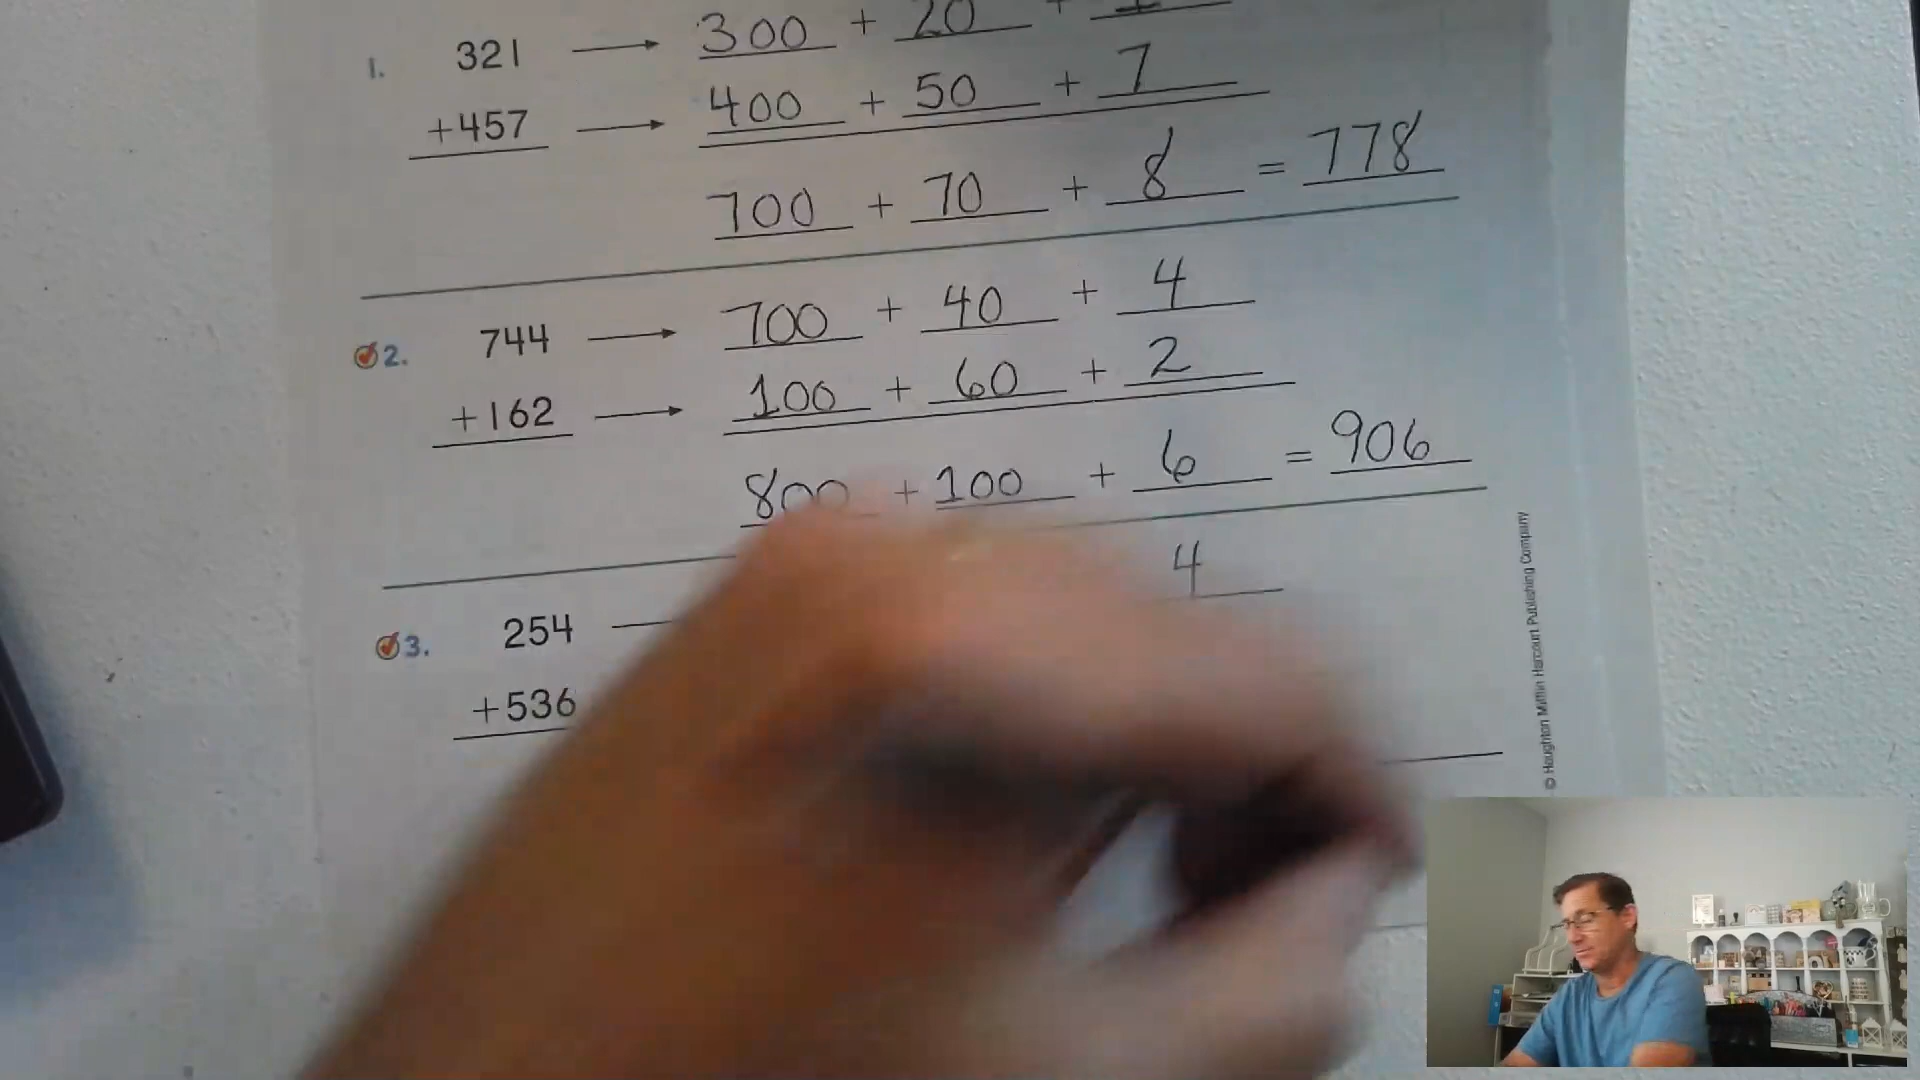 1. 321 → 300 + 20 + 1
+457 → 400 + 50 + 7
700 + 70 + 8 = 778
2. 744 → 700 + 40 + 4
+162 → 100 + 60 + 2
800 + 100 + 6 = 906
3. 254 4
+536
© Houghton Mifflin Harcourt Publishing Company